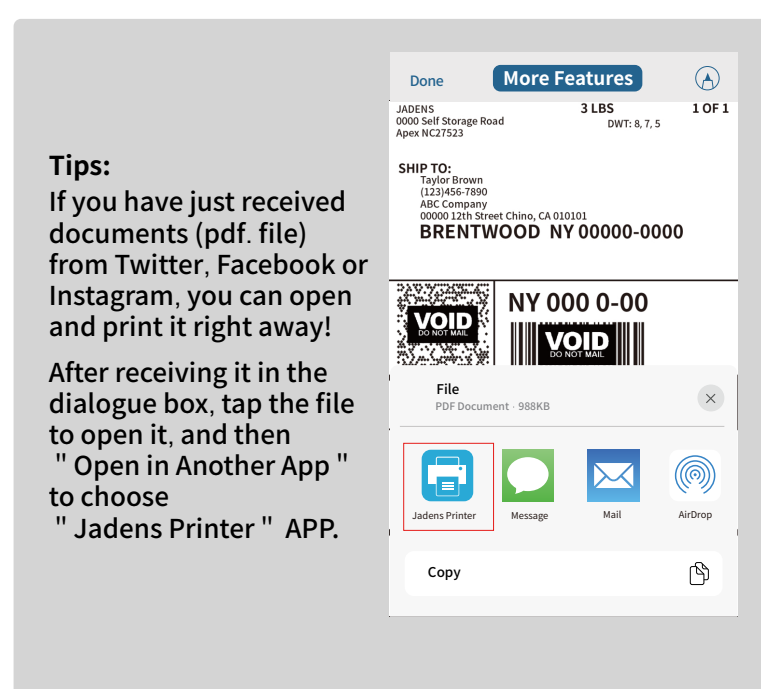 Tips:
If you have just received
documents (pdf. file)
from Twitter, Facebook or
Instagram, you can open
and print it right away!
After receiving it in the
dialogue box, tap the file
to open it, and then
" Open in Another App "
to choose
" Jadens Printer " APP.
Done
More Features
JADENS
0000 Self Storage Road
Apex NC27523
3 LBS
1 OF 1
DWT: 8, 7, 5
SHIP TO:
Taylor Brown
(123)456-7890
ABC Company
00000 12th Street Chino, CA 010101
BRENTWOOD NY 00000-0000
VOID
DO NOT MAIL
NY 000 0-00
VOID
DO NOT MAIL
File
PDF Document · 988KB
Jadens Printer
Message
Mail
AirDrop
Copy